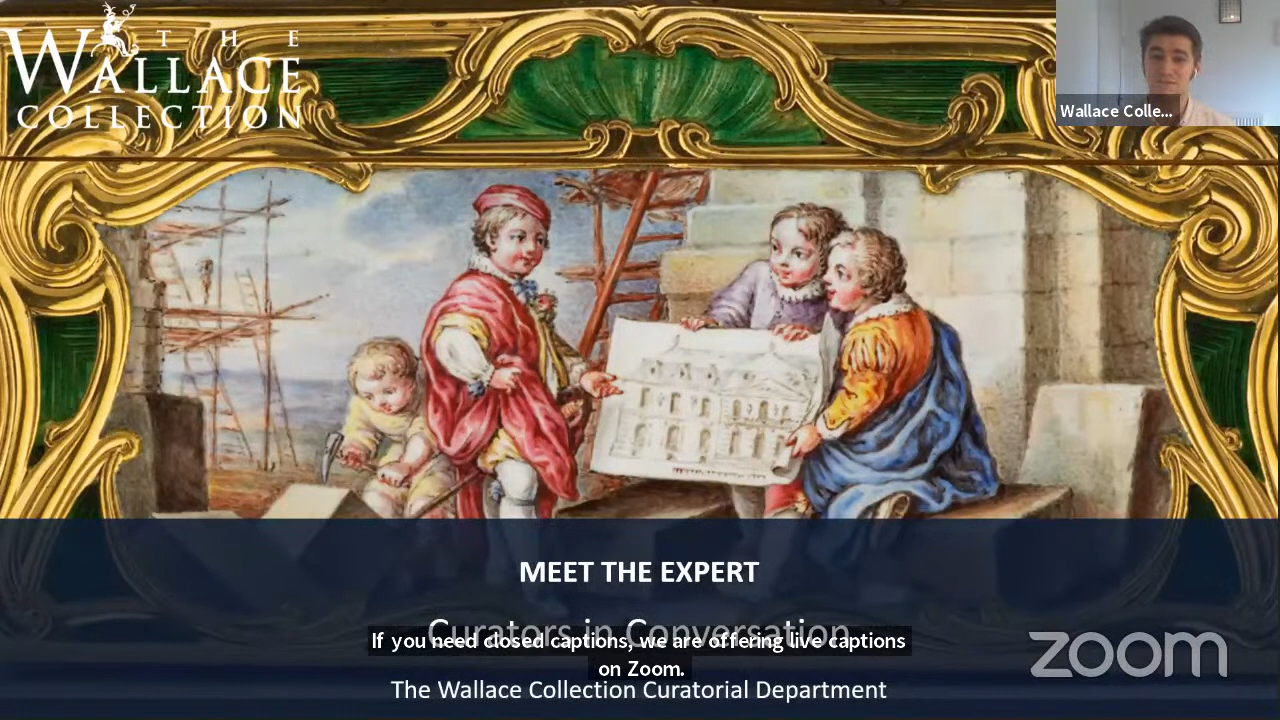 THE
WALLACE
COLLECTION
Wallace Colle...
MEET THE EXPERT
Curators in Conversation
If you need closed captions, we are offering live captions
on Zoom.
The Wallace Collection Curatorial Department
zoom